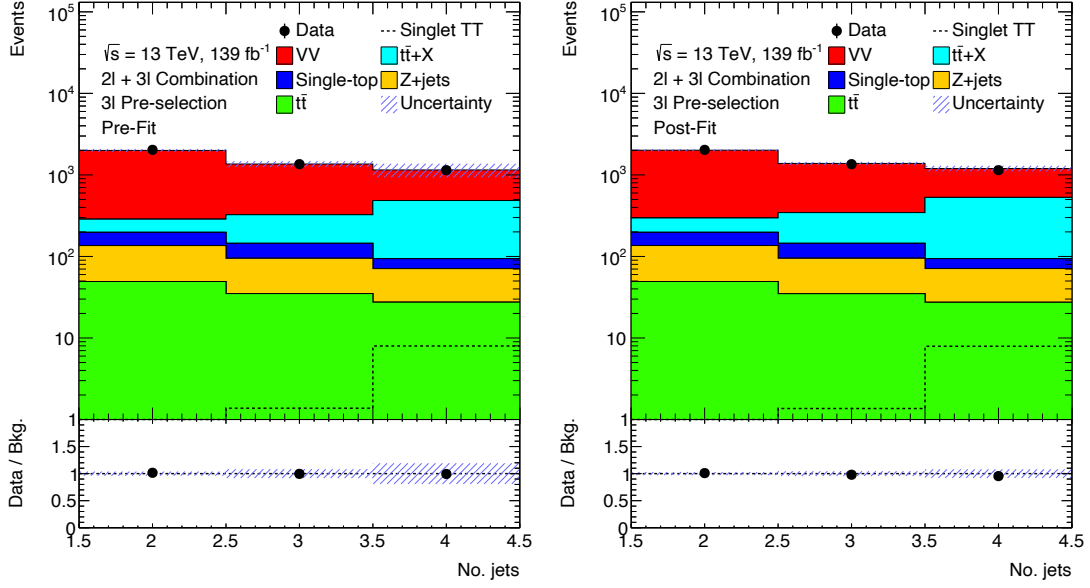 Events
10⁵
10⁴
10³
10²
10
1
√s = 13 TeV, 139 fb⁻¹
2l + 3l Combination
3l Pre-selection
Pre-Fit
Data
VV
Single-top
tt̄
Singlet TT
tt̄+X
Z+jets
Uncertainty
Data / Bkg.
1.5
1
0.5
0
1.5 2 2.5 3 3.5 4 4.5
No. jets
Events
10⁵
10⁴
10³
10²
10
1
√s = 13 TeV, 139 fb⁻¹
2l + 3l Combination
3l Pre-selection
Post-Fit
Data
VV
Single-top
tt̄
Singlet TT
tt̄+X
Z+jets
Uncertainty
Data / Bkg.
1.5
1
0.5
0
1.5 2 2.5 3 3.5 4 4.5
No. jets